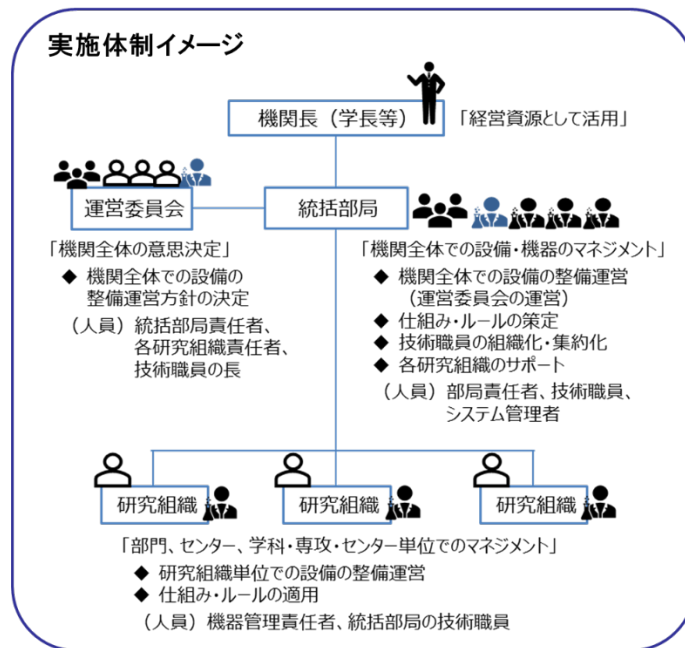 実施体制イメージ
機関長（学長等）
「経営資源として活用」
運営委員会
統括部局
「機関全体の意思決定」
◆ 機関全体での設備の
整備運営方針の決定
（人員）統括部局責任者、
各研究組織責任者、
技術職員の長
「機関全体での設備・機器のマネジメント」
◆ 機関全体での設備の整備運営
（運営委員会の運営）
◆ 仕組み・ルールの策定
◆ 技術職員の組織化・集約化
◆ 各研究組織のサポート
（人員）部局責任者、技術職員、
システム管理者
研究組織
研究組織
研究組織
「部門、センター、学科・専攻・センター単位でのマネジメント」
◆ 研究組織単位での設備の整備運営
◆ 仕組み・ルールの適用
（人員）機器管理責任者、統括部局の技術職員